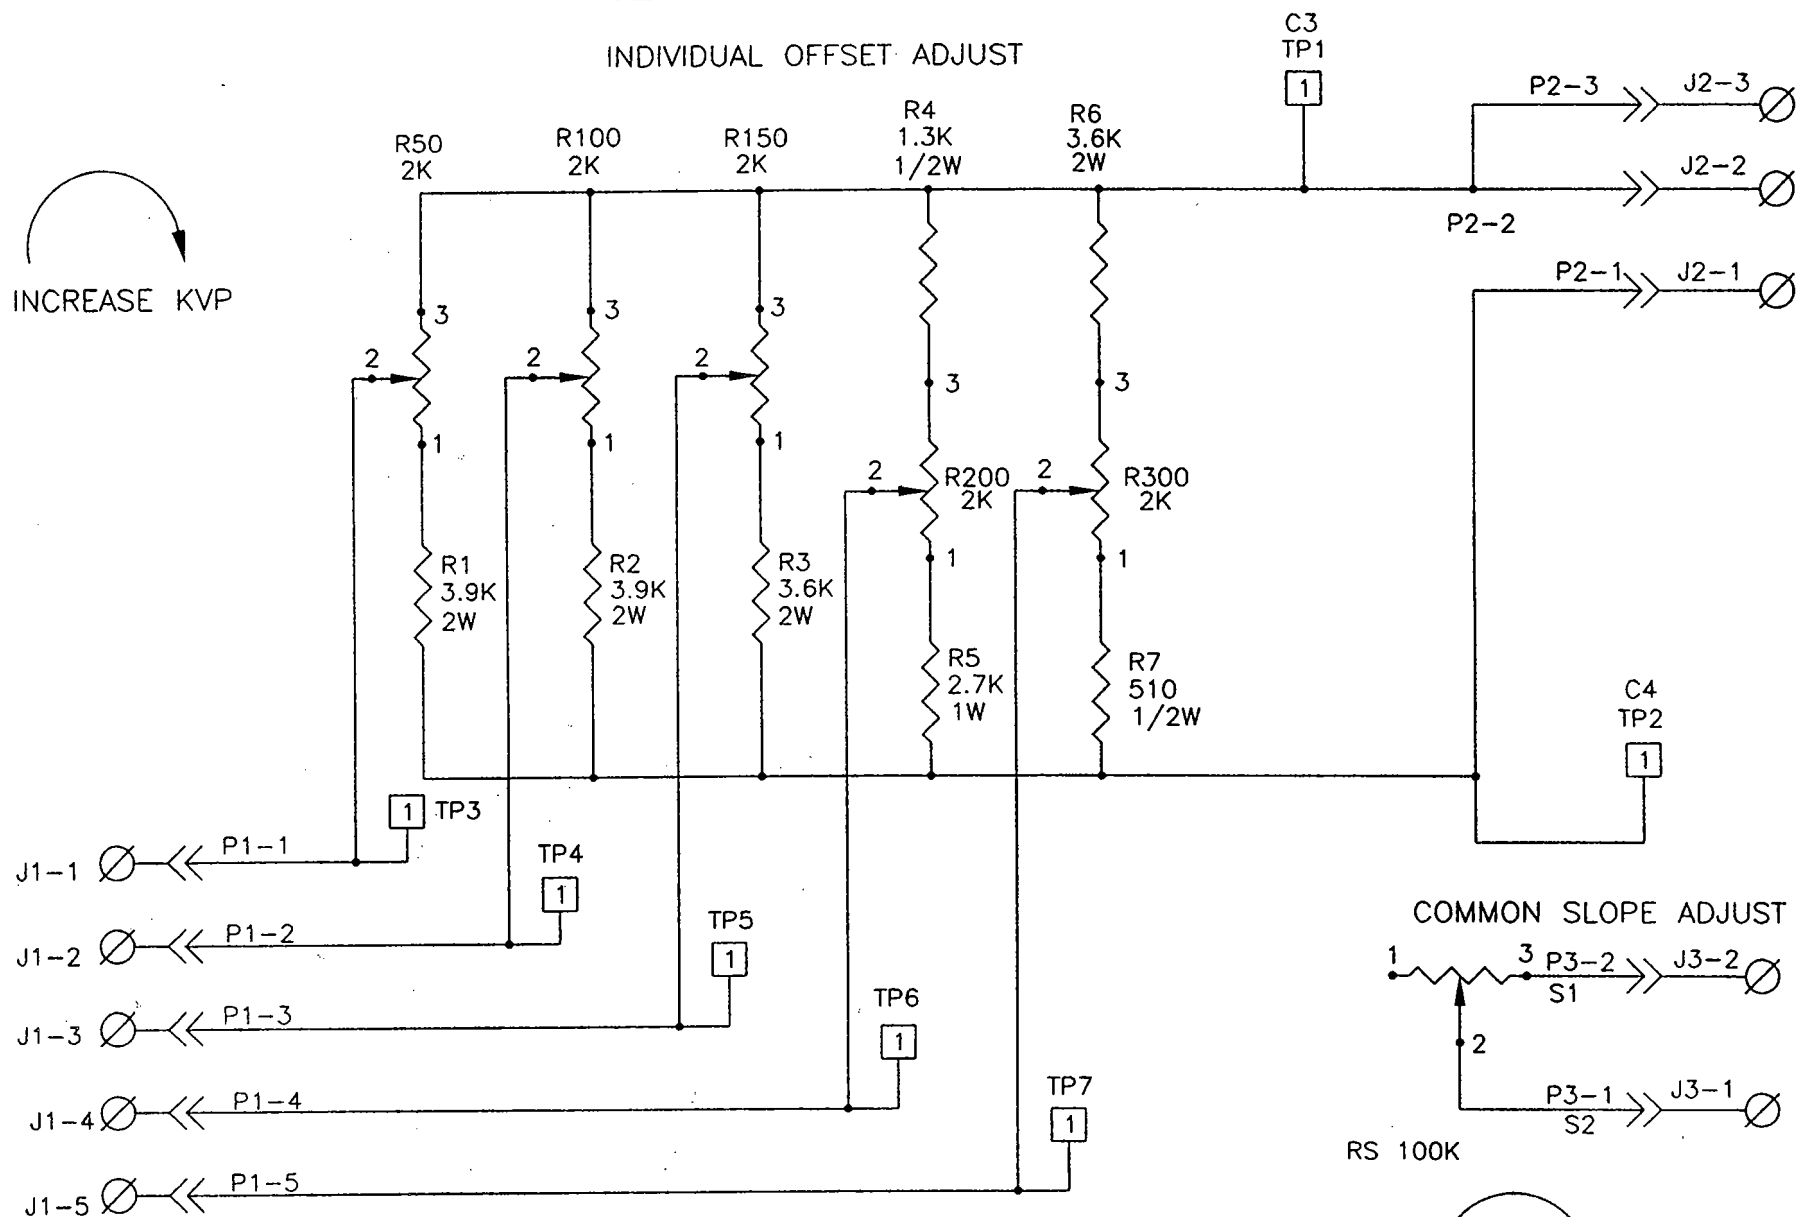 C3
TP1
1
INDIVIDUAL OFFSET ADJUST
P2-3
J2-3
R50
2K
R100
2K
R150
2K
R4
1.3K
1/2W
R6
3.6K
2W
J2-2
P2-2
P2-1
J2-1
INCREASE KVP
3
3
3
2
2
2
1
1
1
3
3
2
R200
2K
2
R300
2K
1
1
R1
3.9K
2W
R2
3.9K
2W
R3
3.6K
2W
R5
2.7K
1W
R7
510
1/2W
C4
TP2
1
1
TP3
J1-1
P1-1
TP4
1
J1-2
P1-2
TP5
1
J1-3
P1-3
TP6
1
J1-4
P1-4
TP7
1
J1-5
P1-5
COMMON SLOPE ADJUST
1
3
P3-2
S1
J3-2
2
P3-1
S2
J3-1
RS 100K